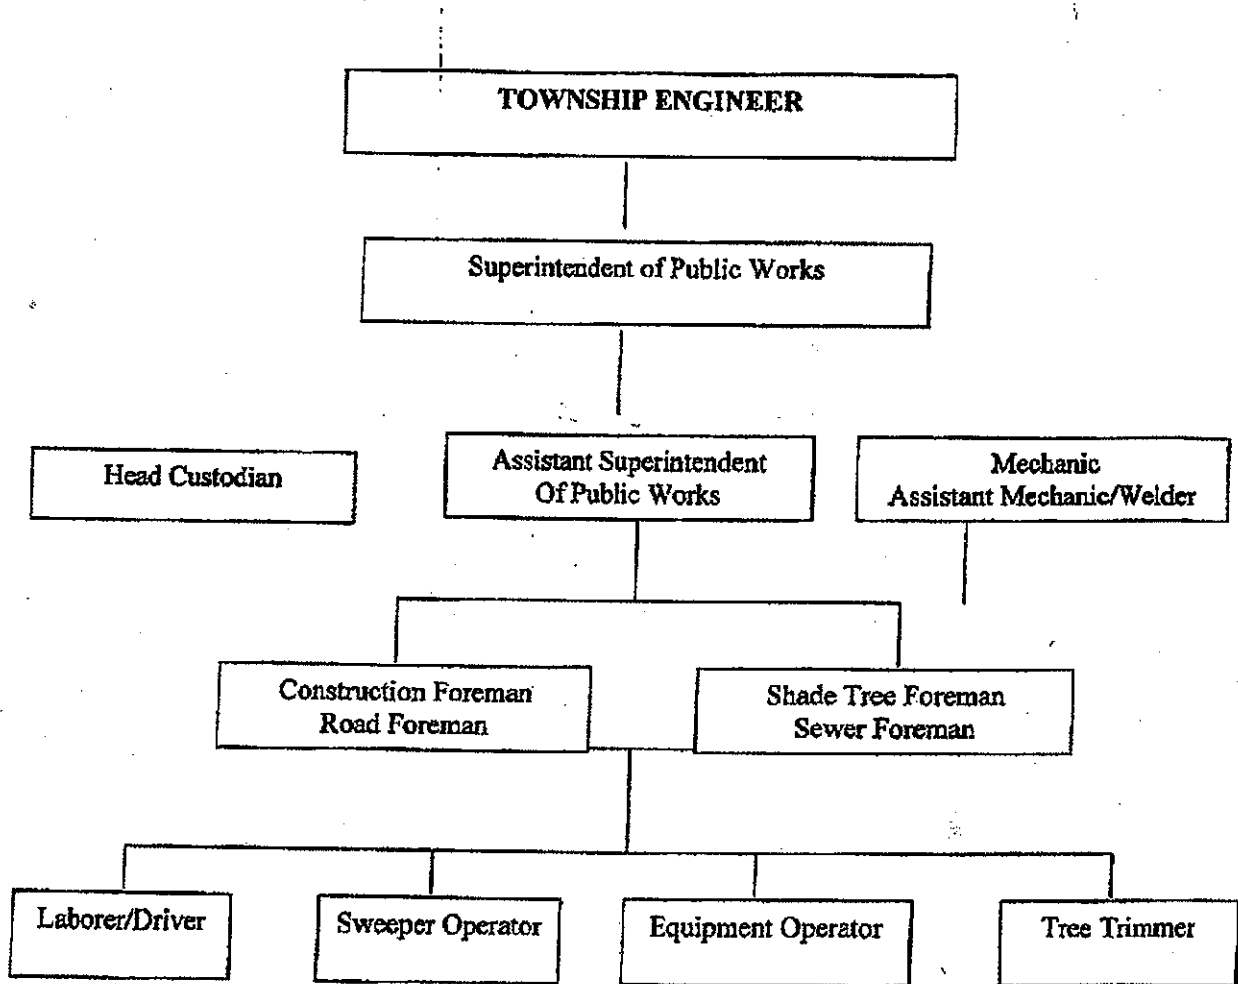 TOWNSHIP ENGINEER
Superintendent of Public Works
Head Custodian
Assistant Superintendent
Of Public Works
Mechanic
Assistant Mechanic/Welder
Construction Foreman
Road Foreman
Shade Tree Foreman
Sewer Foreman
Laborer/Driver
Sweeper Operator
Equipment Operator
Tree Trimmer